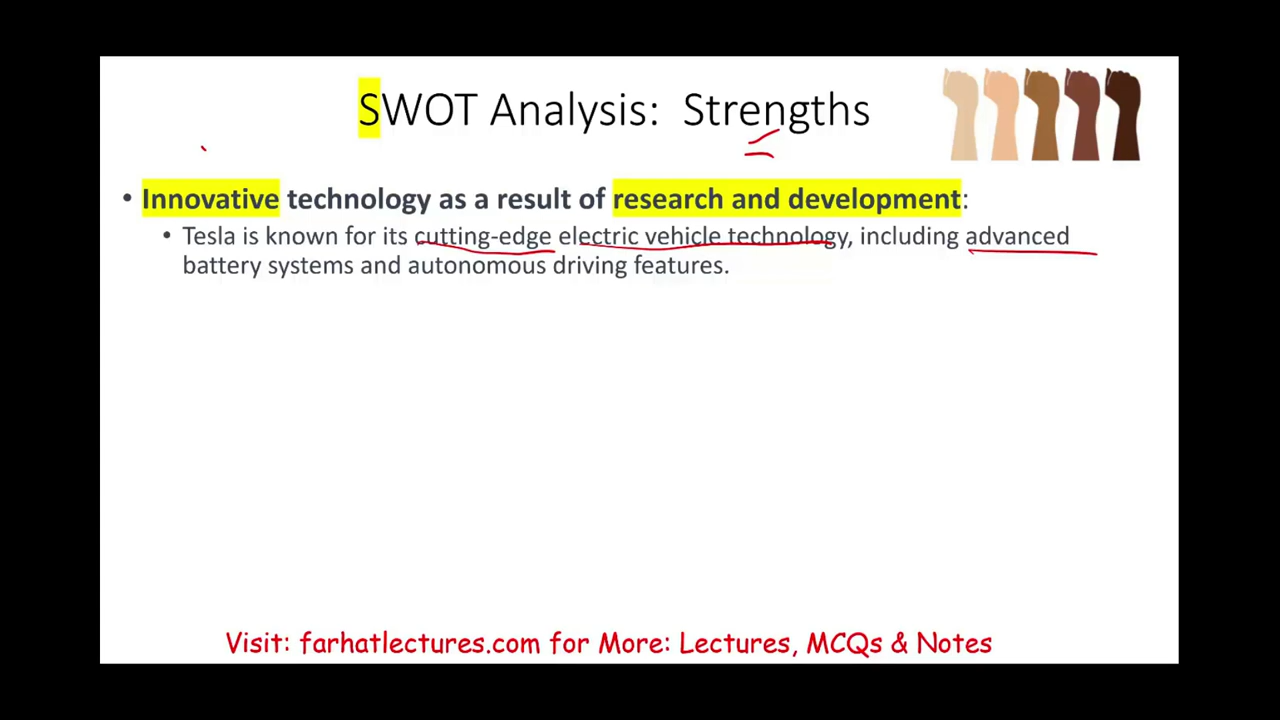 SWOT Analysis: Strengths
• Innovative technology as a result of research and development:
• Tesla is known for its cutting-edge electric vehicle technology, including advanced
battery systems and autonomous driving features.
Visit: farhatlectures.com for More: Lectures, MCQs & Notes